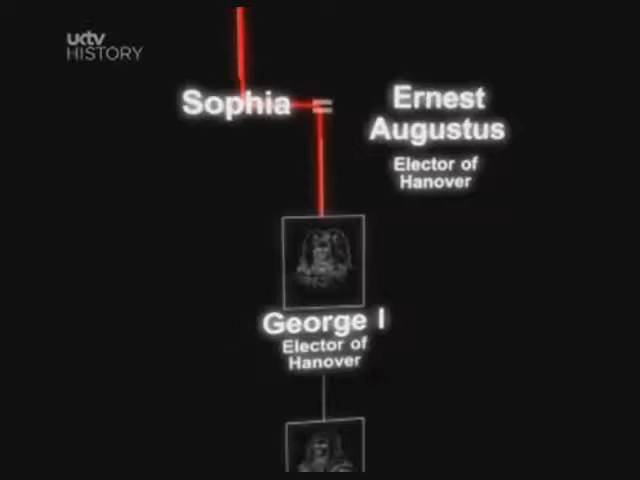 uktv
HISTORY
Sophia =
Ernest
Augustus
Elector of
Hanover
George I
Elector of
Hanover